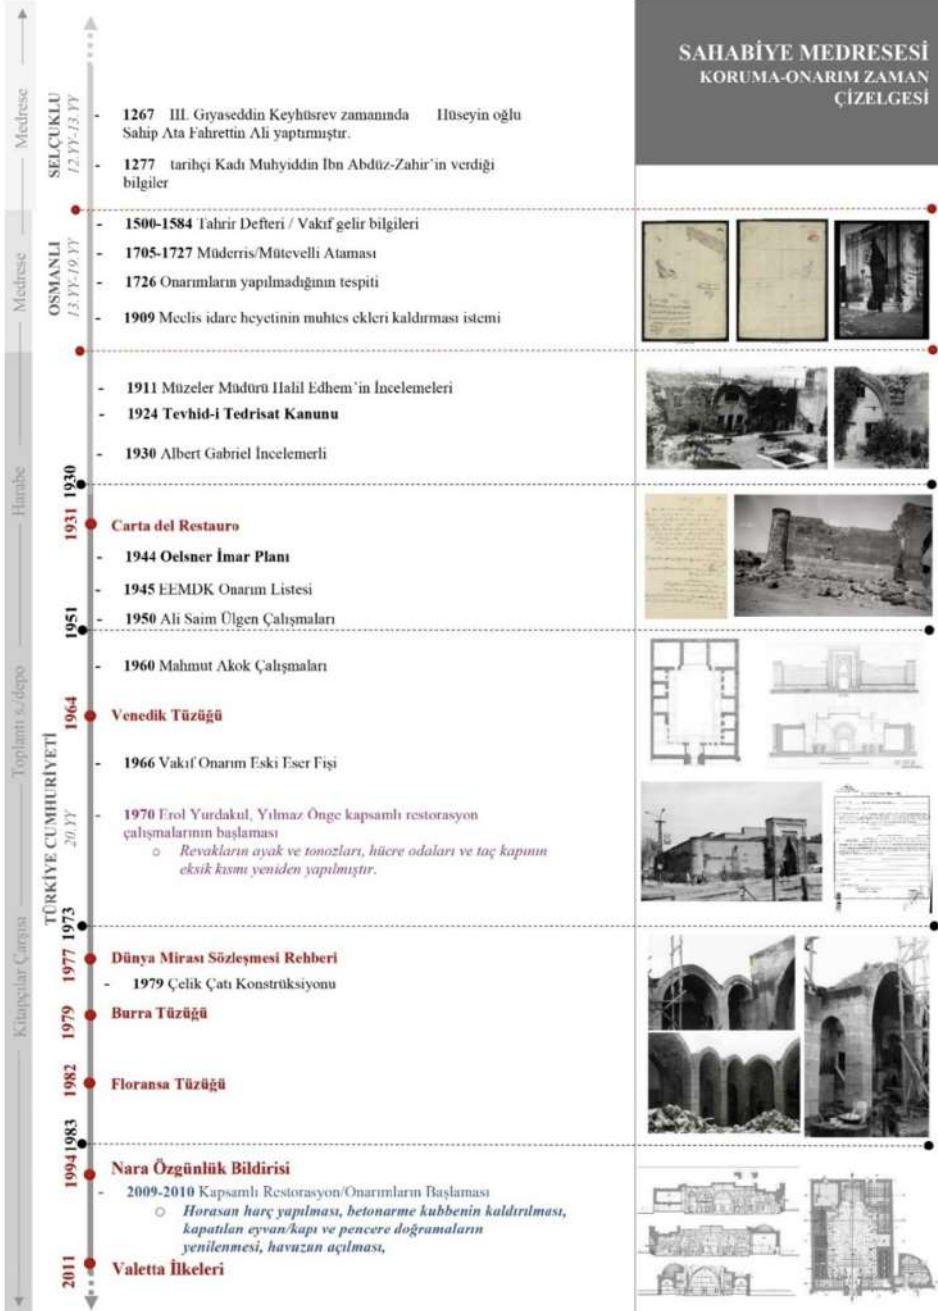 SAHABİYE MEDRESESİ
KORUMA-ONARIM ZAMAN
ÇİZELGESİ
Medrese
SELÇUKLU
12.YY-13.YY
- 1267 III. Gıyaseddin Keyhüsrev zamanında Hüseyin oğlu
Sahip Ata Fahrettin Ali yaptırmıştır.
- 1277 tarihçi Kadı Muhyiddin İbn Abdüz-Zahir'in verdiği
bilgiler
Medrese
OSMANLI
13.YY-19.YY
- 1500-1584 Tahrir Defteri / Vakıf gelir bilgileri
- 1705-1727 Müderris/Mütevelli Ataması
- 1726 Onarımların yapılmadığının tespiti
- 1909 Meclis idare heyetinin muhtes ekleri kaldırması istemi
Harabe
- 1911 Müzeler Müdürü Halil Edhem'in İncelemeleri
- 1924 Tevhid-i Tedrisat Kanunu
- 1930 Albert Gabriel İncelemerli
1930
1931
Carta del Restauro
- 1944 Oelsner İmar Planı
- 1945 EEMDK Onarım Listesi
- 1950 Ali Saim Ülgen Çalışmaları
1951
Toplantı s./depo
TÜRKİYE CUMHURİYETİ
20.YY
- 1960 Mahmut Akok Çalışmaları
1964
Venedik Tüzüğü
- 1966 Vakıf Onarım Eski Eser Fişi
- 1970 Erol Yurdakul, Yılmaz Önge kapsamlı restorasyon
çalışmalarının başlaması
o Revakların ayak ve tonozları, hücre odaları ve taç kapının
eksik kısmı yeniden yapılmıştır.
1973
Kitapçılar Çarşısı
1977
Dünya Mirası Sözleşmesi Rehberi
- 1979 Çelik Çatı Konstrüksiyonu
1979
Burra Tüzüğü
1982
Floransa Tüzüğü
1983
1994
Nara Özgünlük Bildirisi
- 2009-2010 Kapsamlı Restorasyon/Onarımların Başlaması
o Horasan harç yapılması, betonarme kubbenin kaldırılması,
kapatılan eyvan/kapı ve pencere doğramaların
yenilenmesi, havuzun açılması,
2011
Valetta İlkeleri